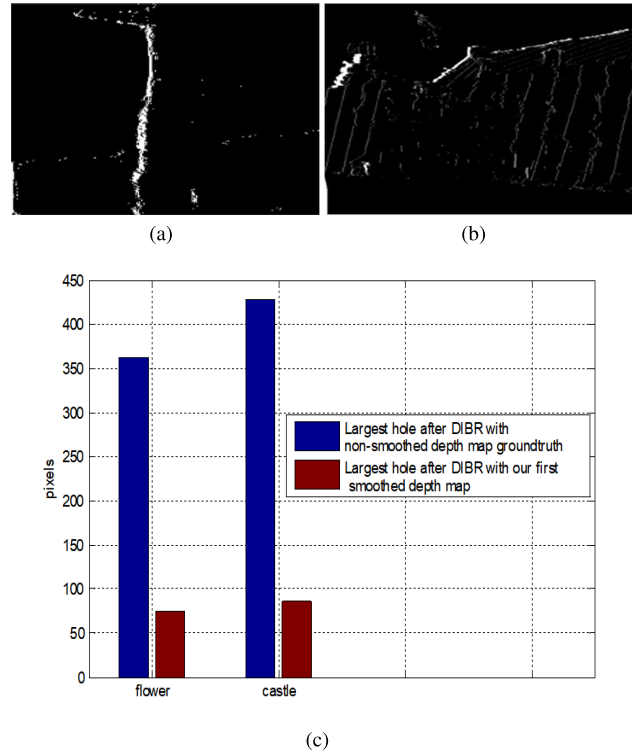 (a)
(b)
450
400
350
300
250
200
150
100
50
0
pixels
Largest hole after DIBR with
non-smoothed depth map groundtruth
Largest hole after DIBR with our first
smoothed depth map
flower
castle
(c)